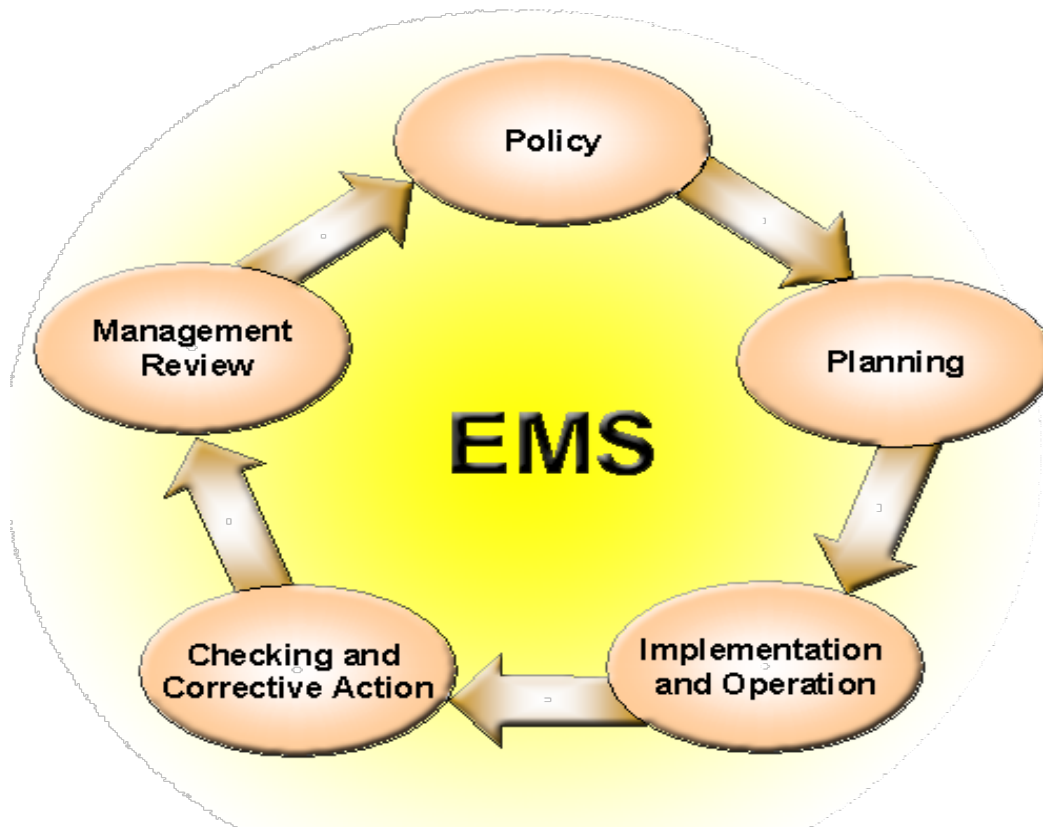 Policy
Planning
Implementation
and Operation
Checking and
Corrective Action
Management
Review
EMS